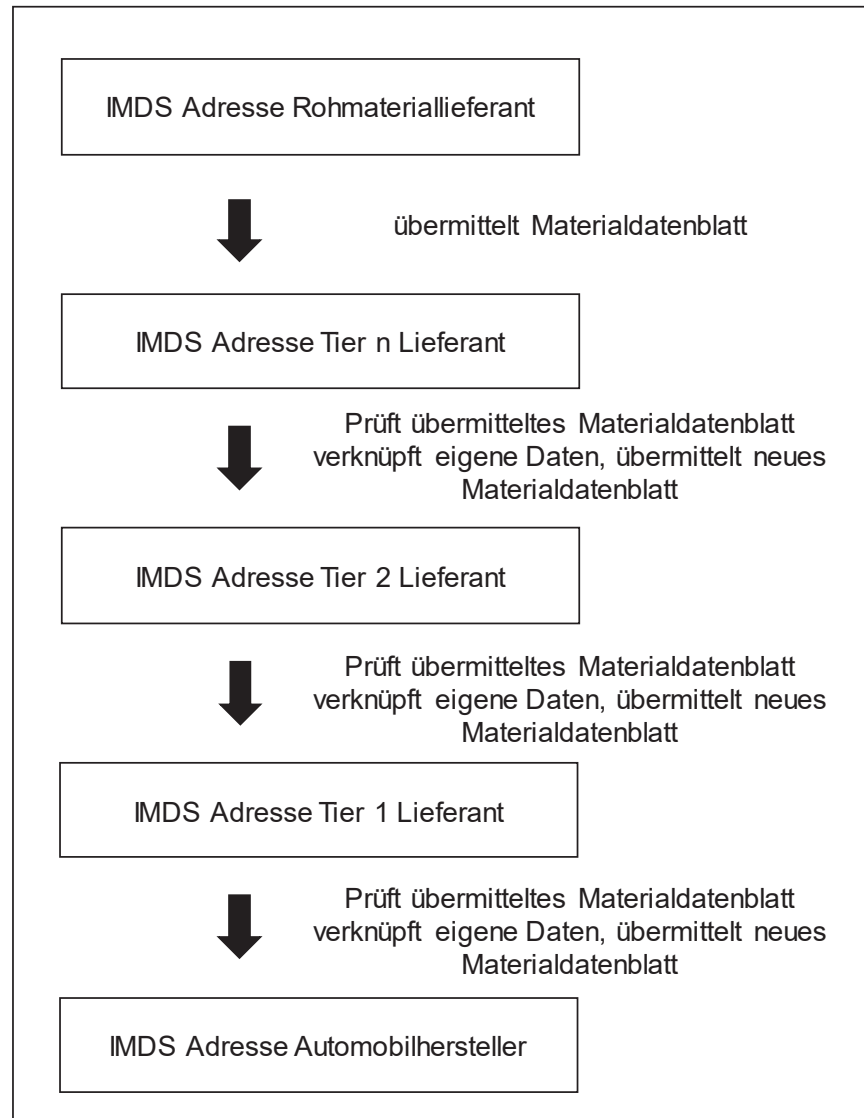 IMDS Adresse Rohmateriallieferant
übermittelt Materialdatenblatt
IMDS Adresse Tier n Lieferant
Prüft übermitteltes Materialdatenblatt
verknüpft eigene Daten, übermittelt neues
Materialdatenblatt
IMDS Adresse Tier 2 Lieferant
Prüft übermitteltes Materialdatenblatt
verknüpft eigene Daten, übermittelt neues
Materialdatenblatt
IMDS Adresse Tier 1 Lieferant
Prüft übermitteltes Materialdatenblatt
verknüpft eigene Daten, übermittelt neues
Materialdatenblatt
IMDS Adresse Automobilhersteller